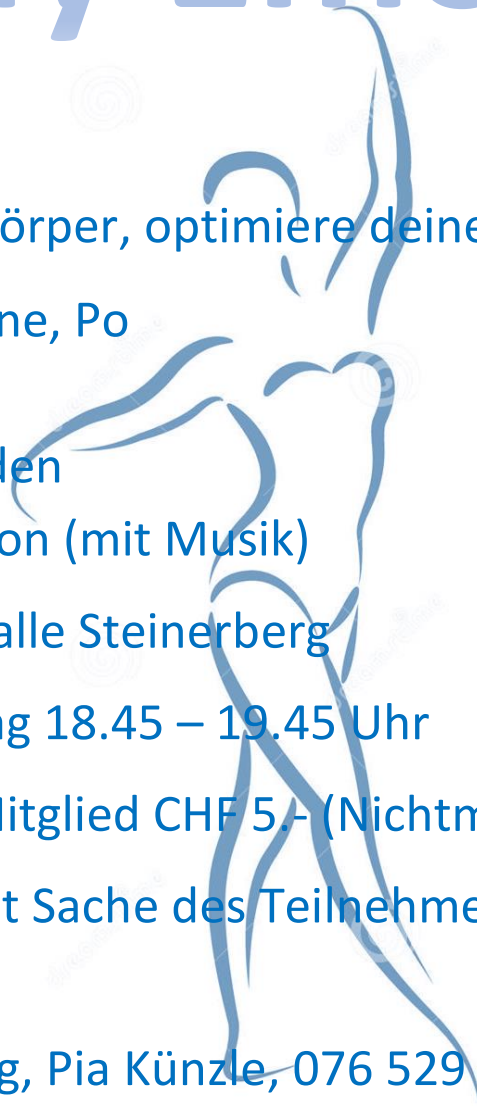 örper, optimiere deine
ne, Po
den
on (mit Musik)
alle Steinerberg
g 18.45 – 19.45 Uhr
itglied CHF 5.- (Nichtm
t Sache des Teilnehme
g, Pia Künzle, 076 529